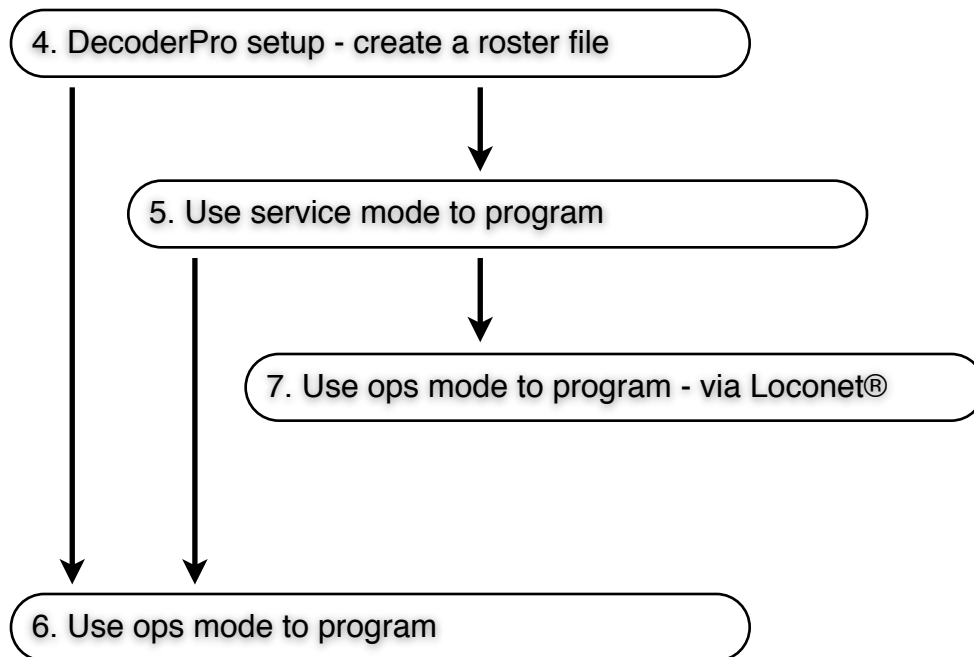 4. DecoderPro setup - create a roster file
5. Use service mode to program
7. Use ops mode to program - via Loconet®
6. Use ops mode to program